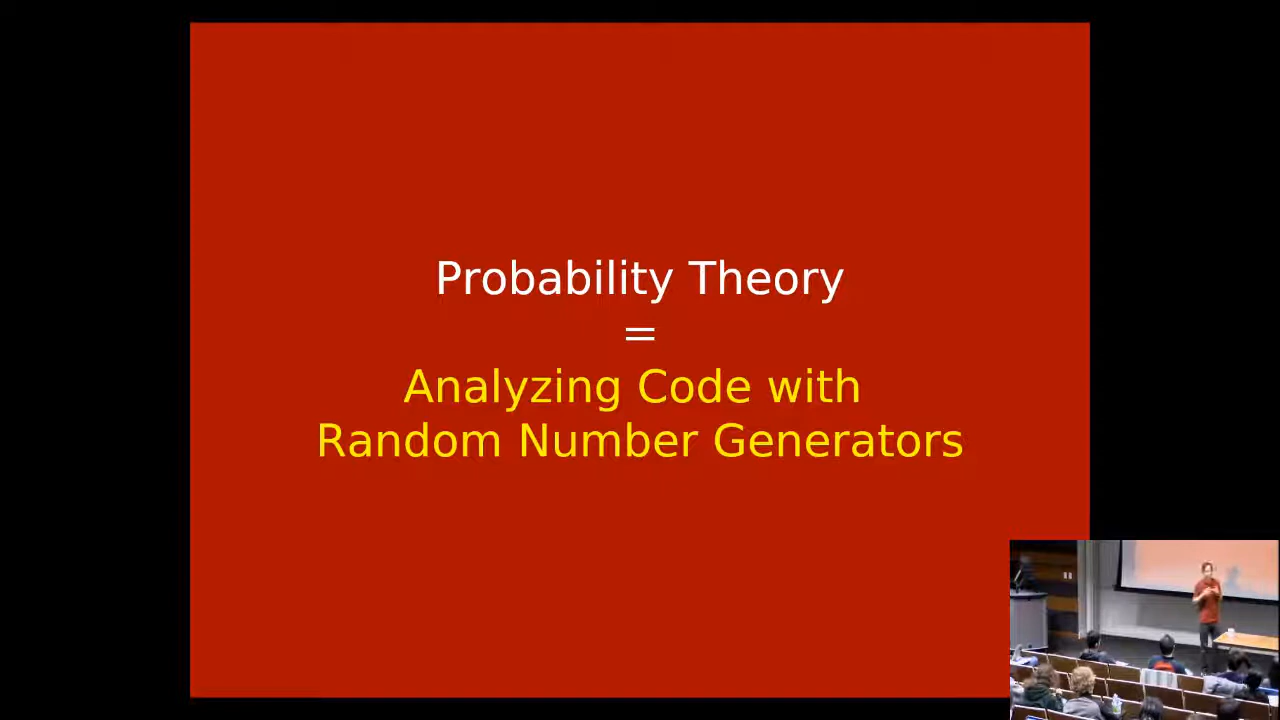 Probability Theory
=
Analyzing Code with
Random Number Generators